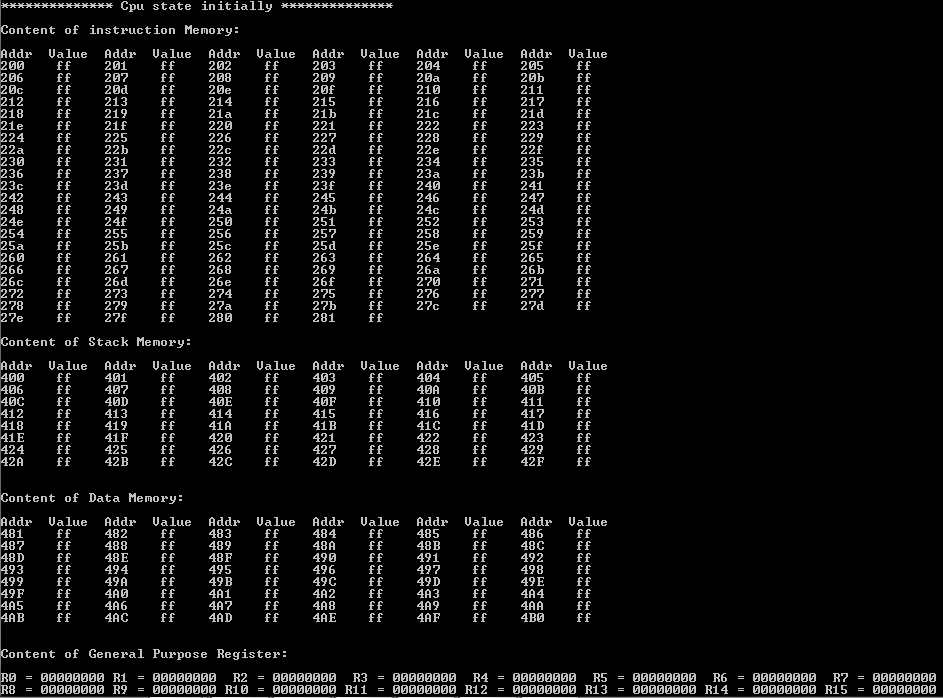 ************** Cpu state initially **************
Content of instruction Memory:
Addr Value Addr Value Addr Value Addr Value Addr Value Addr Value
200 ff 201 ff 202 ff 203 ff 204 ff 205 ff
206 ff 207 ff 208 ff 209 ff 20a ff 20b ff
20c ff 20d ff 20e ff 20f ff 210 ff 211 ff
212 ff 213 ff 214 ff 215 ff 216 ff 217 ff
218 ff 219 ff 21a ff 21b ff 21c ff 21d ff
21e ff 21f ff 220 ff 221 ff 222 ff 223 ff
224 ff 225 ff 226 ff 227 ff 228 ff 229 ff
22a ff 22b ff 22c ff 22d ff 22e ff 22f ff
230 ff 231 ff 232 ff 233 ff 234 ff 235 ff
236 ff 237 ff 238 ff 239 ff 23a ff 23b ff
23c ff 23d ff 23e ff 23f ff 240 ff 241 ff
242 ff 243 ff 244 ff 245 ff 246 ff 247 ff
248 ff 249 ff 24a ff 24b ff 24c ff 24d ff
24e ff 24f ff 250 ff 251 ff 252 ff 253 ff
254 ff 255 ff 256 ff 257 ff 258 ff 259 ff
25a ff 25b ff 25c ff 25d ff 25e ff 25f ff
260 ff 261 ff 262 ff 263 ff 264 ff 265 ff
266 ff 267 ff 268 ff 269 ff 26a ff 26b ff
26c ff 26d ff 26e ff 26f ff 270 ff 271 ff
272 ff 273 ff 274 ff 275 ff 276 ff 277 ff
278 ff 279 ff 27a ff 27b ff 27c ff 27d ff
27e ff 27f ff 280 ff 281 ff
Content of Stack Memory:
Addr Value Addr Value Addr Value Addr Value Addr Value Addr Value
400 ff 401 ff 402 ff 403 ff 404 ff 405 ff
406 ff 407 ff 408 ff 409 ff 40A ff 40B ff
40C ff 40D ff 40E ff 40F ff 410 ff 411 ff
412 ff 413 ff 414 ff 415 ff 416 ff 417 ff
418 ff 419 ff 41A ff 41B ff 41C ff 41D ff
41E ff 41F ff 420 ff 421 ff 422 ff 423 ff
424 ff 425 ff 426 ff 427 ff 428 ff 429 ff
42A ff 42B ff 42C ff 42D ff 42E ff 42F ff
Content of Data Memory:
Addr Value Addr Value Addr Value Addr Value Addr Value Addr Value
481 ff 482 ff 483 ff 484 ff 485 ff 486 ff
487 ff 488 ff 489 ff 48A ff 48B ff 48C ff
48D ff 48E ff 48F ff 490 ff 491 ff 492 ff
493 ff 494 ff 495 ff 496 ff 497 ff 498 ff
499 ff 49A ff 49B ff 49C ff 49D ff 49E ff
49F ff 4A0 ff 4A1 ff 4A2 ff 4A3 ff 4A4 ff
4A5 ff 4A6 ff 4A7 ff 4A8 ff 4A9 ff 4AA ff
4AB ff 4AC ff 4AD ff 4AE ff 4AF ff 4B0 ff
Content of General Purpose Register:
R0 = 00000000 R1 = 00000000 R2 = 00000000 R3 = 00000000 R4 = 00000000 R5 = 00000000 R6 = 00000000 R7 = 00000000
R8 = 00000000 R9 = 00000000 R10 = 00000000 R11 = 00000000 R12 = 00000000 R13 = 00000000 R14 = 00000000 R15 = 00000000